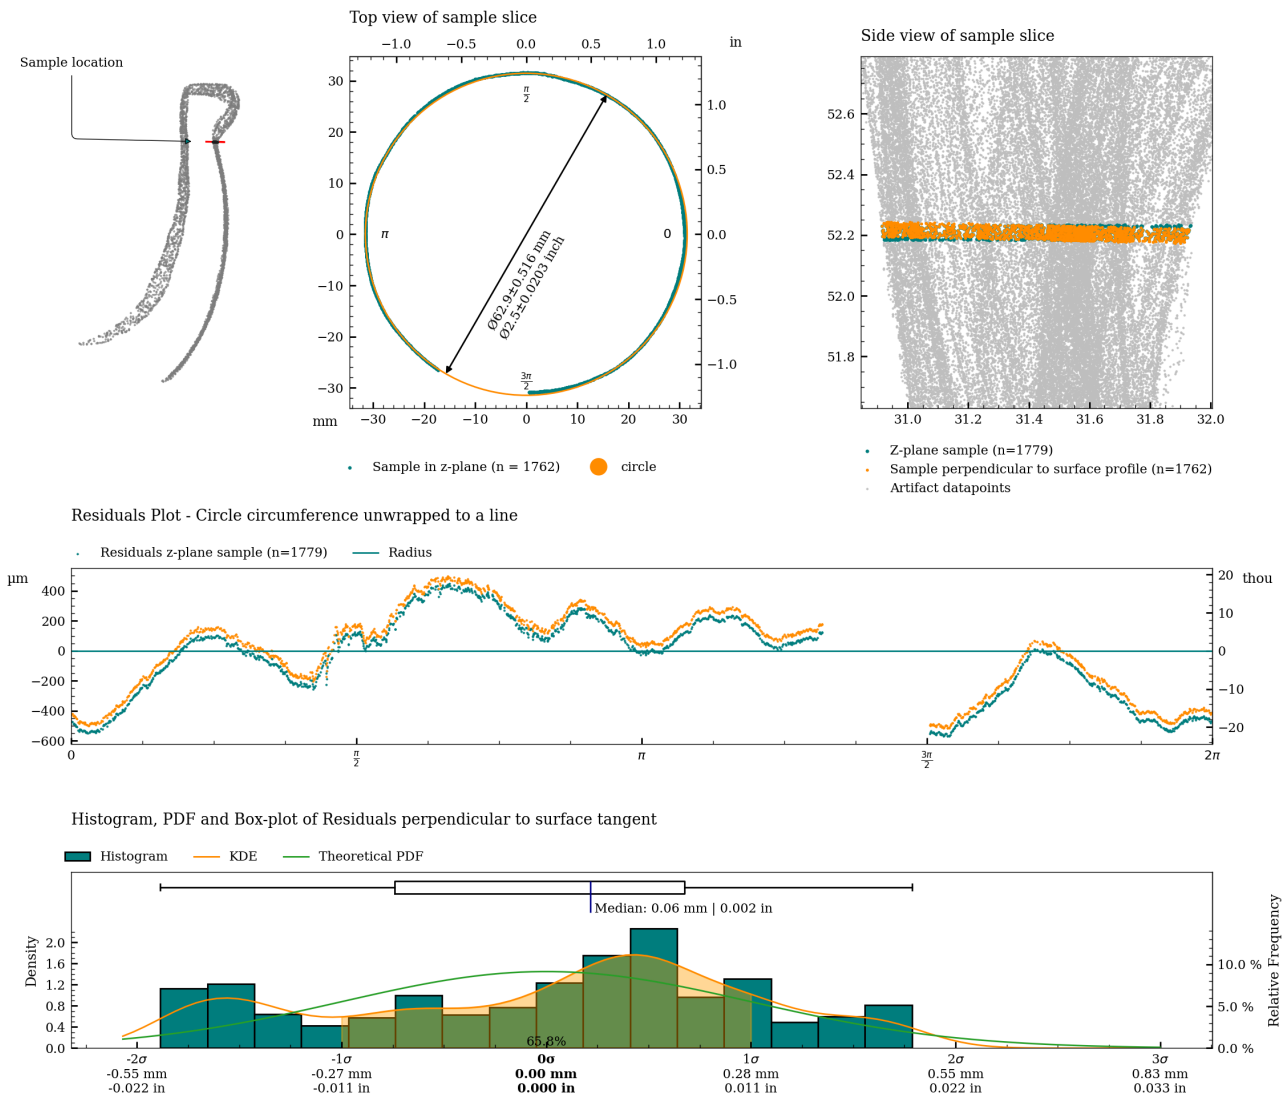 Top view of sample slice
Side view of sample slice
Sample location
−1.0 −0.5 0.0 0.5 1.0 in
30
20
10
0
−10
−20
−30
mm
1.0
0.5
0.0
−0.5
−1.0
π/2
π
0
3π/2
Ø62.9±0.516 mm
Ø2.5±0.0203 inch
−30 −20 −10 0 10 20 30
Sample in z-plane (n = 1762) circle
52.6
52.4
52.2
52.0
51.8
31.0 31.2 31.4 31.6 31.8 32.0
Z-plane sample (n=1779)
Sample perpendicular to surface profile (n=1762)
Artifact datapoints
Residuals Plot - Circle circumference unwrapped to a line
Residuals z-plane sample (n=1779) Radius
µm
400
200
0
−200
−400
−600
20 thou
10
0
−10
−20
0 π/2 π 3π/2 2π
Histogram, PDF and Box-plot of Residuals perpendicular to surface tangent
Histogram KDE Theoretical PDF
Median: 0.06 mm | 0.002 in
Density
2.0
1.6
1.2
0.8
0.4
0.0
Relative Frequency
10.0 %
5.0 %
0.0 %
65.8%
-2σ -1σ 0σ 1σ 2σ 3σ
-0.55 mm -0.27 mm 0.00 mm 0.28 mm 0.55 mm 0.83 mm
-0.022 in -0.011 in 0.000 in 0.011 in 0.022 in 0.033 in